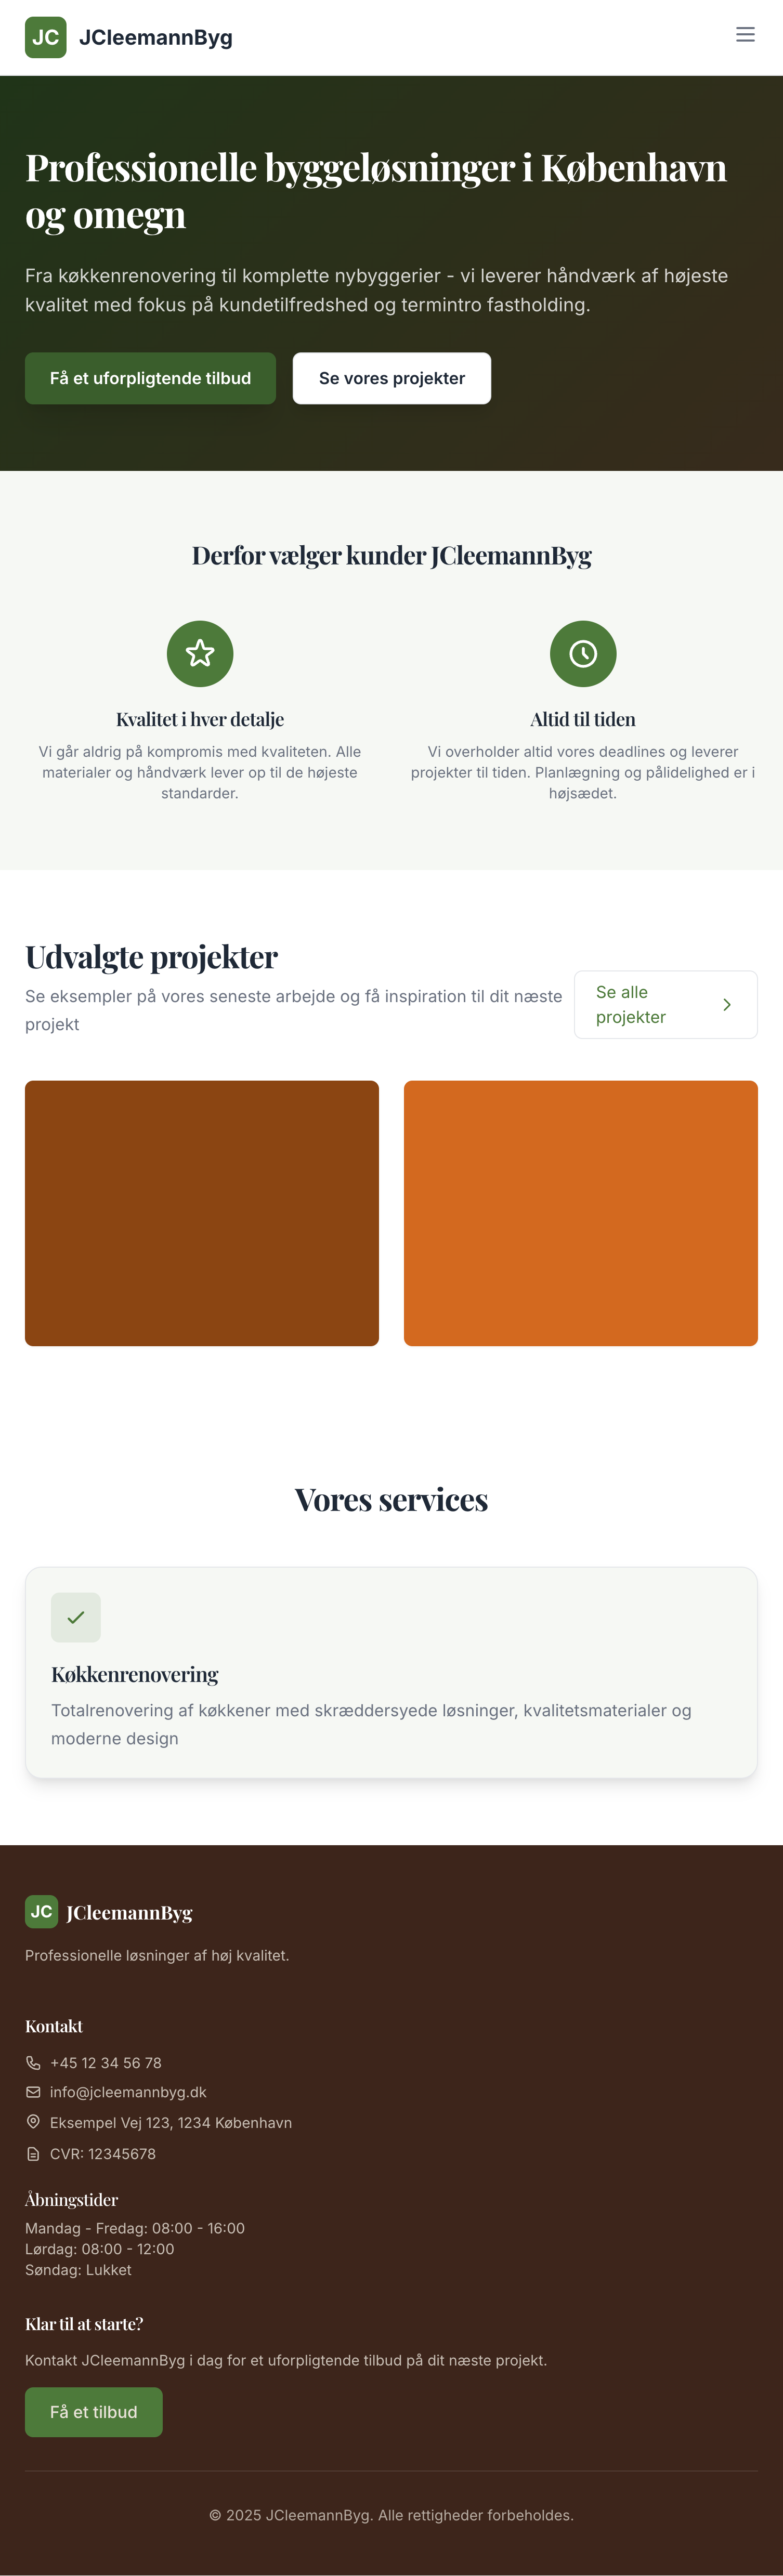 JC JCleemannByg
Professionelle byggeløsninger i København
og omegn
Fra køkkenrenovering til komplette nybyggerier - vi leverer håndværk af højeste
kvalitet med fokus på kundetilfredshed og termintro fastholding.
Få et uforpligtende tilbud
Se vores projekter
Derfor vælger kunder JCleemannByg
Kvalitet i hver detalje
Vi går aldrig på kompromis med kvaliteten. Alle
materialer og håndværk lever op til de højeste
standarder.
Altid til tiden
Vi overholder altid vores deadlines og leverer
projekter til tiden. Planlægning og pålidelighed er i
højsædet.
Udvalgte projekter
Se eksempler på vores seneste arbejde og få inspiration til dit næste
projekt
Se alle
projekter
Vores services
Køkkenrenovering
Totalrenovering af køkkener med skræddersyede løsninger, kvalitetsmaterialer og
moderne design
JC JCleemannByg
Professionelle løsninger af høj kvalitet.
Kontakt
+45 12 34 56 78
info@jcleemannbyg.dk
Eksempel Vej 123, 1234 København
CVR: 12345678
Åbningstider
Mandag - Fredag: 08:00 - 16:00
Lørdag: 08:00 - 12:00
Søndag: Lukket
Klar til at starte?
Kontakt JCleemannByg i dag for et uforpligtende tilbud på dit næste projekt.
Få et tilbud
© 2025 JCleemannByg. Alle rettigheder forbeholdes.